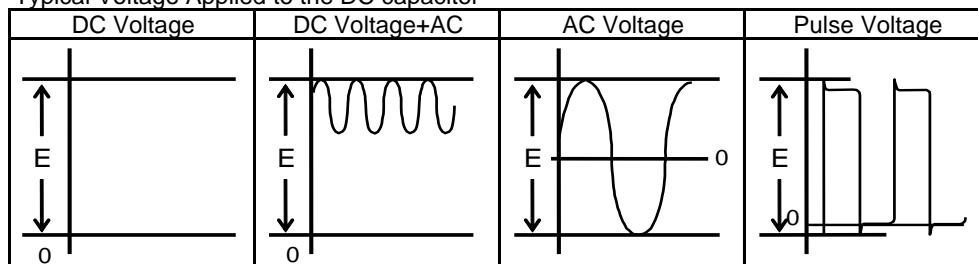 Typical Voltage Applied to the DC capacitor
DC Voltage
DC Voltage+AC
AC Voltage
Pulse Voltage
E
0
E
0
E
0
E
0